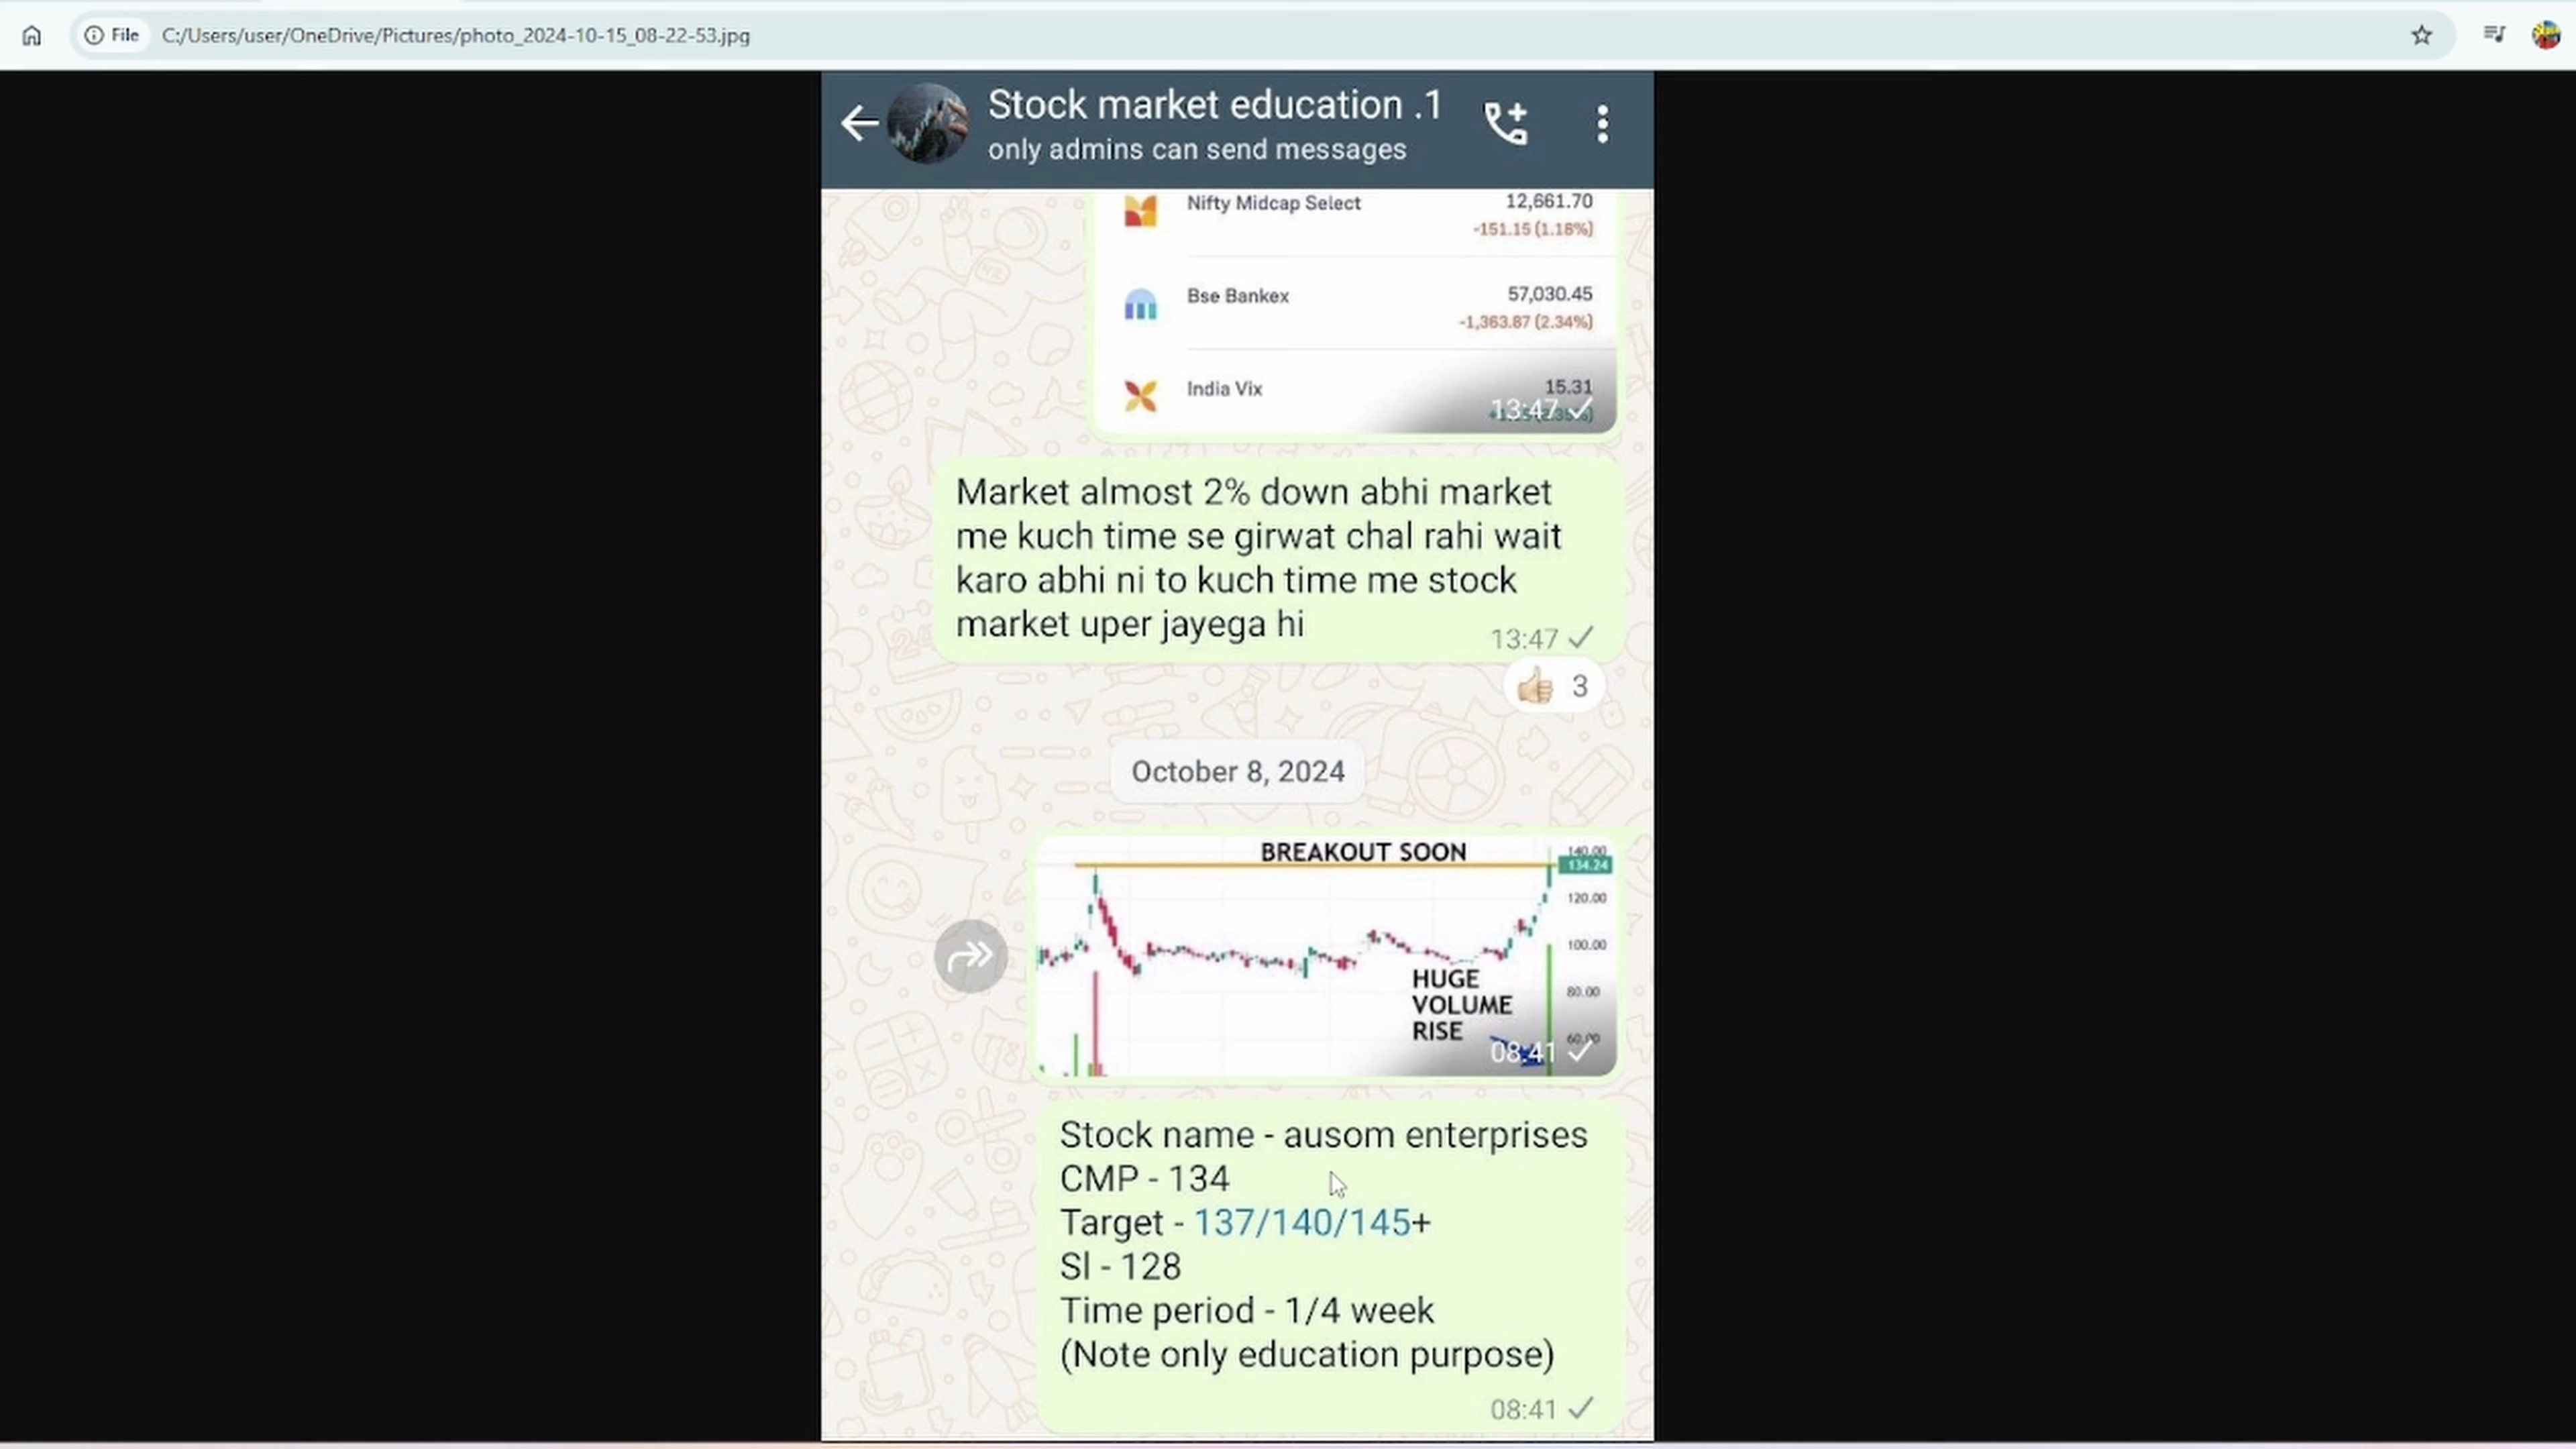 File
C:/Users/user/OneDrive/Pictures/photo_2024-10-15_08-22-53.jpg
Stock market education .1
only admins can send messages
Nifty Midcap Select
12,661.70
-151.15 (1.18%)
Bse Bankex
57,030.45
-1,363.87 (2.34%)
India Vix
15.31
13:47
Market almost 2% down abhi market
me kuch time se girwat chal rahi wait
karo abhi ni to kuch time me stock
market uper jayega hi
13:47
3
October 8, 2024
BREAKOUT SOON
140.00
134.24
120.00
100.00
HUGE
VOLUME
RISE
80.00
60.00
08:41
Stock name - ausom enterprises
CMP - 134
Target - 137/140/145+
Sl - 128
Time period - 1/4 week
(Note only education purpose)
08:41